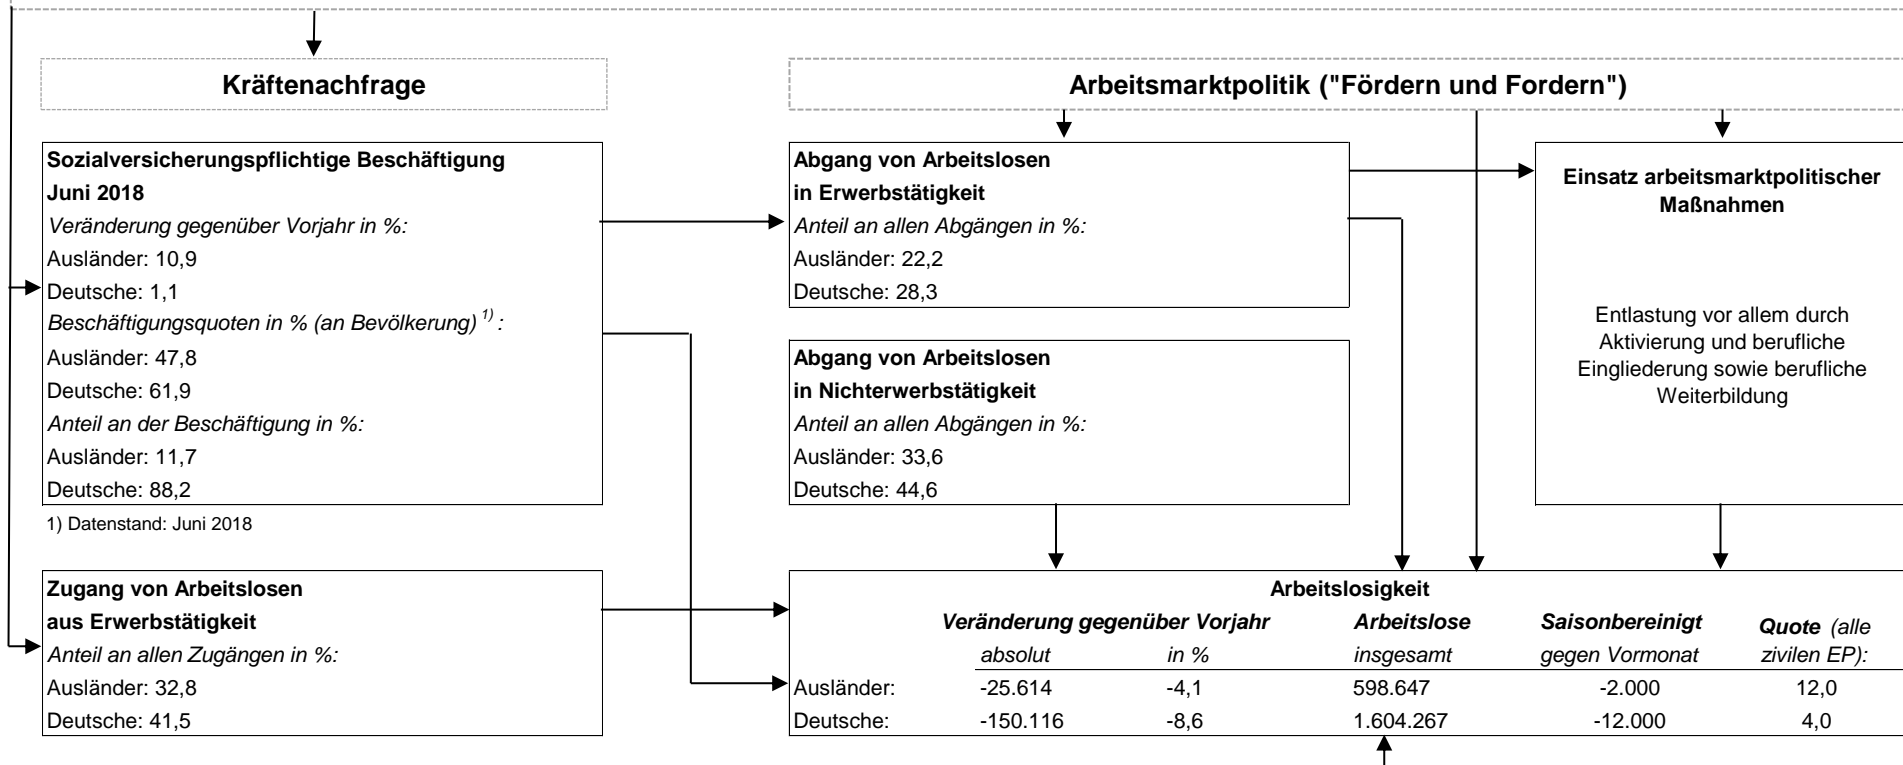 Kräftenachfrage
Arbeitsmarktpolitik ("Fördern und Fordern")
Sozialversicherungspflichtige Beschäftigung
Juni 2018
Veränderung gegenüber Vorjahr in %:
Ausländer: 10,9
Deutsche: 1,1
Beschäftigungsquoten in % (an Bevölkerung) 1) :
Ausländer: 47,8
Deutsche: 61,9
Anteil an der Beschäftigung in %:
Ausländer: 11,7
Deutsche: 88,2
1) Datenstand: Juni 2018
Abgang von Arbeitslosen
in Erwerbstätigkeit
Anteil an allen Abgängen in %:
Ausländer: 22,2
Deutsche: 28,3
Abgang von Arbeitslosen
in Nichterwerbstätigkeit
Anteil an allen Abgängen in %:
Ausländer: 33,6
Deutsche: 44,6
Einsatz arbeitsmarktpolitischer
Maßnahmen
Entlastung vor allem durch
Aktivierung und berufliche
Eingliederung sowie berufliche
Weiterbildung
Zugang von Arbeitslosen
aus Erwerbstätigkeit
Anteil an allen Zugängen in %:
Ausländer: 32,8
Deutsche: 41,5
Arbeitslosigkeit
Veränderung gegenüber Vorjahr Arbeitslose Saisonbereinigt Quote (alle
absolut in % insgesamt gegen Vormonat zivilen EP):
Ausländer: -25.614 -4,1 598.647 -2.000 12,0
Deutsche: -150.116 -8,6 1.604.267 -12.000 4,0